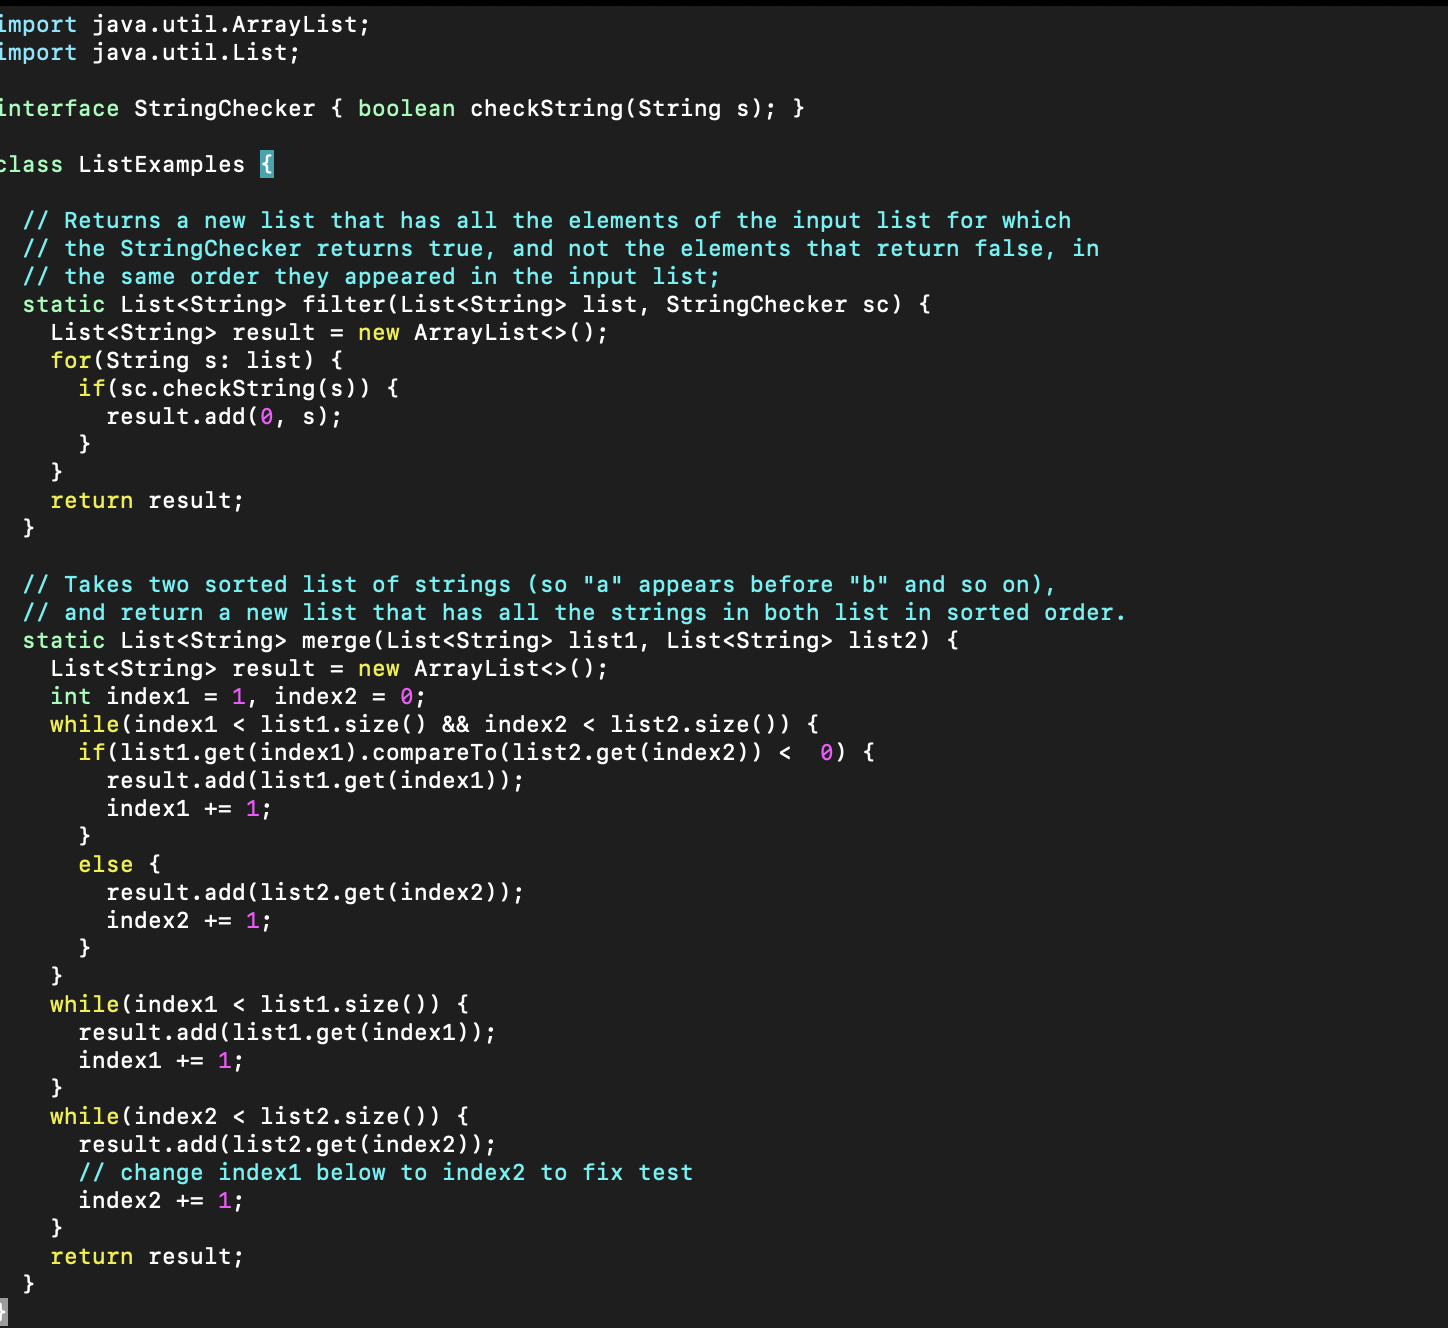 import java.util.ArrayList;
import java.util.List;

interface StringChecker { boolean checkString(String s); }

class ListExamples {

  // Returns a new list that has all the elements of the input list for which
  // the StringChecker returns true, and not the elements that return false, in
  // the same order they appeared in the input list;
  static List<String> filter(List<String> list, StringChecker sc) {
    List<String> result = new ArrayList<>();
    for(String s: list) {
      if(sc.checkString(s)) {
        result.add(0, s);
      }
    }
    return result;
  }

  // Takes two sorted list of strings (so "a" appears before "b" and so on),
  // and return a new list that has all the strings in both list in sorted order.
  static List<String> merge(List<String> list1, List<String> list2) {
    List<String> result = new ArrayList<>();
    int index1 = 1, index2 = 0;
    while(index1 < list1.size() && index2 < list2.size()) {
      if(list1.get(index1).compareTo(list2.get(index2)) <  0) {
        result.add(list1.get(index1));
        index1 += 1;
      }
      else {
        result.add(list2.get(index2));
        index2 += 1;
      }
    }
    while(index1 < list1.size()) {
      result.add(list1.get(index1));
      index1 += 1;
    }
    while(index2 < list2.size()) {
      result.add(list2.get(index2));
      // change index1 below to index2 to fix test
      index2 += 1;
    }
    return result;
  }
}